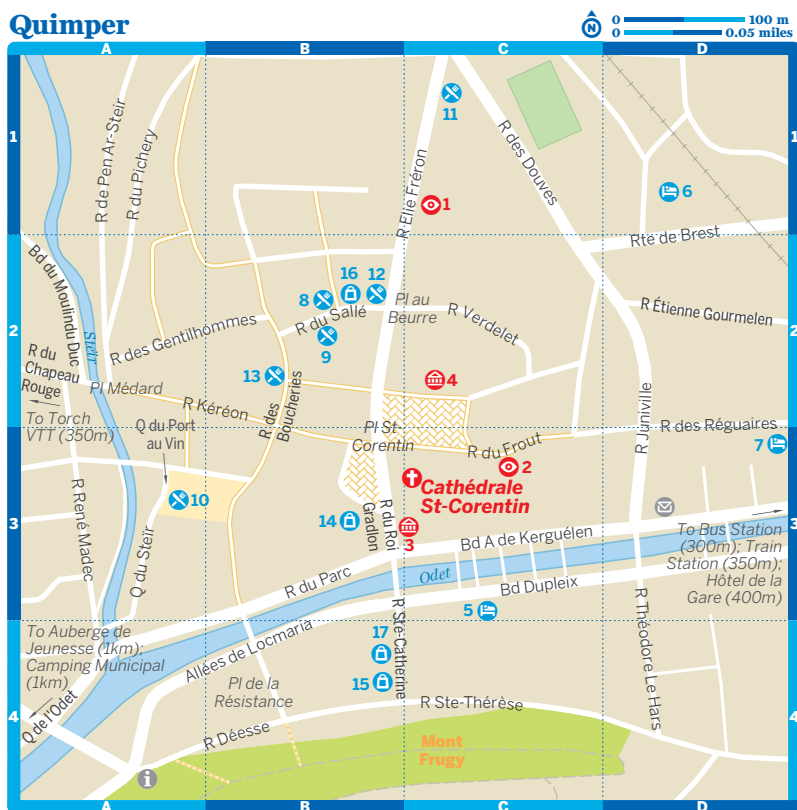 Quimper
N
0 100 m
0 0.05 miles
A B C D
1 1
11
R de Pen Ar-Steir
R du Pichery
R Elie Fréron
R des Douves
6
1
Rte de Brest
Bd du Moulindu Duc
Steir
16 12
8
Pl au
Beurre
R Étienne Gourmelen
2 2
R du Sallé
R Verdelet
R des Gentilhommes
9
R du
Chapeau
Rouge
13
4
Pl Médard
R Kéréon
R des
Boucheries
R Juniville
To Torch
VTT (350m)
Q du Port
au Vin
Pl St-
Corentin
R du Frout
R des Réguaires
7
2
Cathédrale
St-Corentin
10
R René Madec
Q du Steir
14
R du Roi
Gradlon
3
3 3
Bd A de Kerguélen
To Bus Station
(300m); Train
Station (350m);
Hôtel de la
Gare (400m)
R du Parc
Odet
Bd Dupleix
5
To Auberge de
Jeunesse (1km);
Camping Municipal
(1km)
Allées de Locmaria
R Ste-Catherine
R Théodore Le Hars
17
15
Pl de la
Résistance
R Ste-Thérèse
4 4
Q de l'Odet
R Déesse
Mont
Frugy
i
A B C D